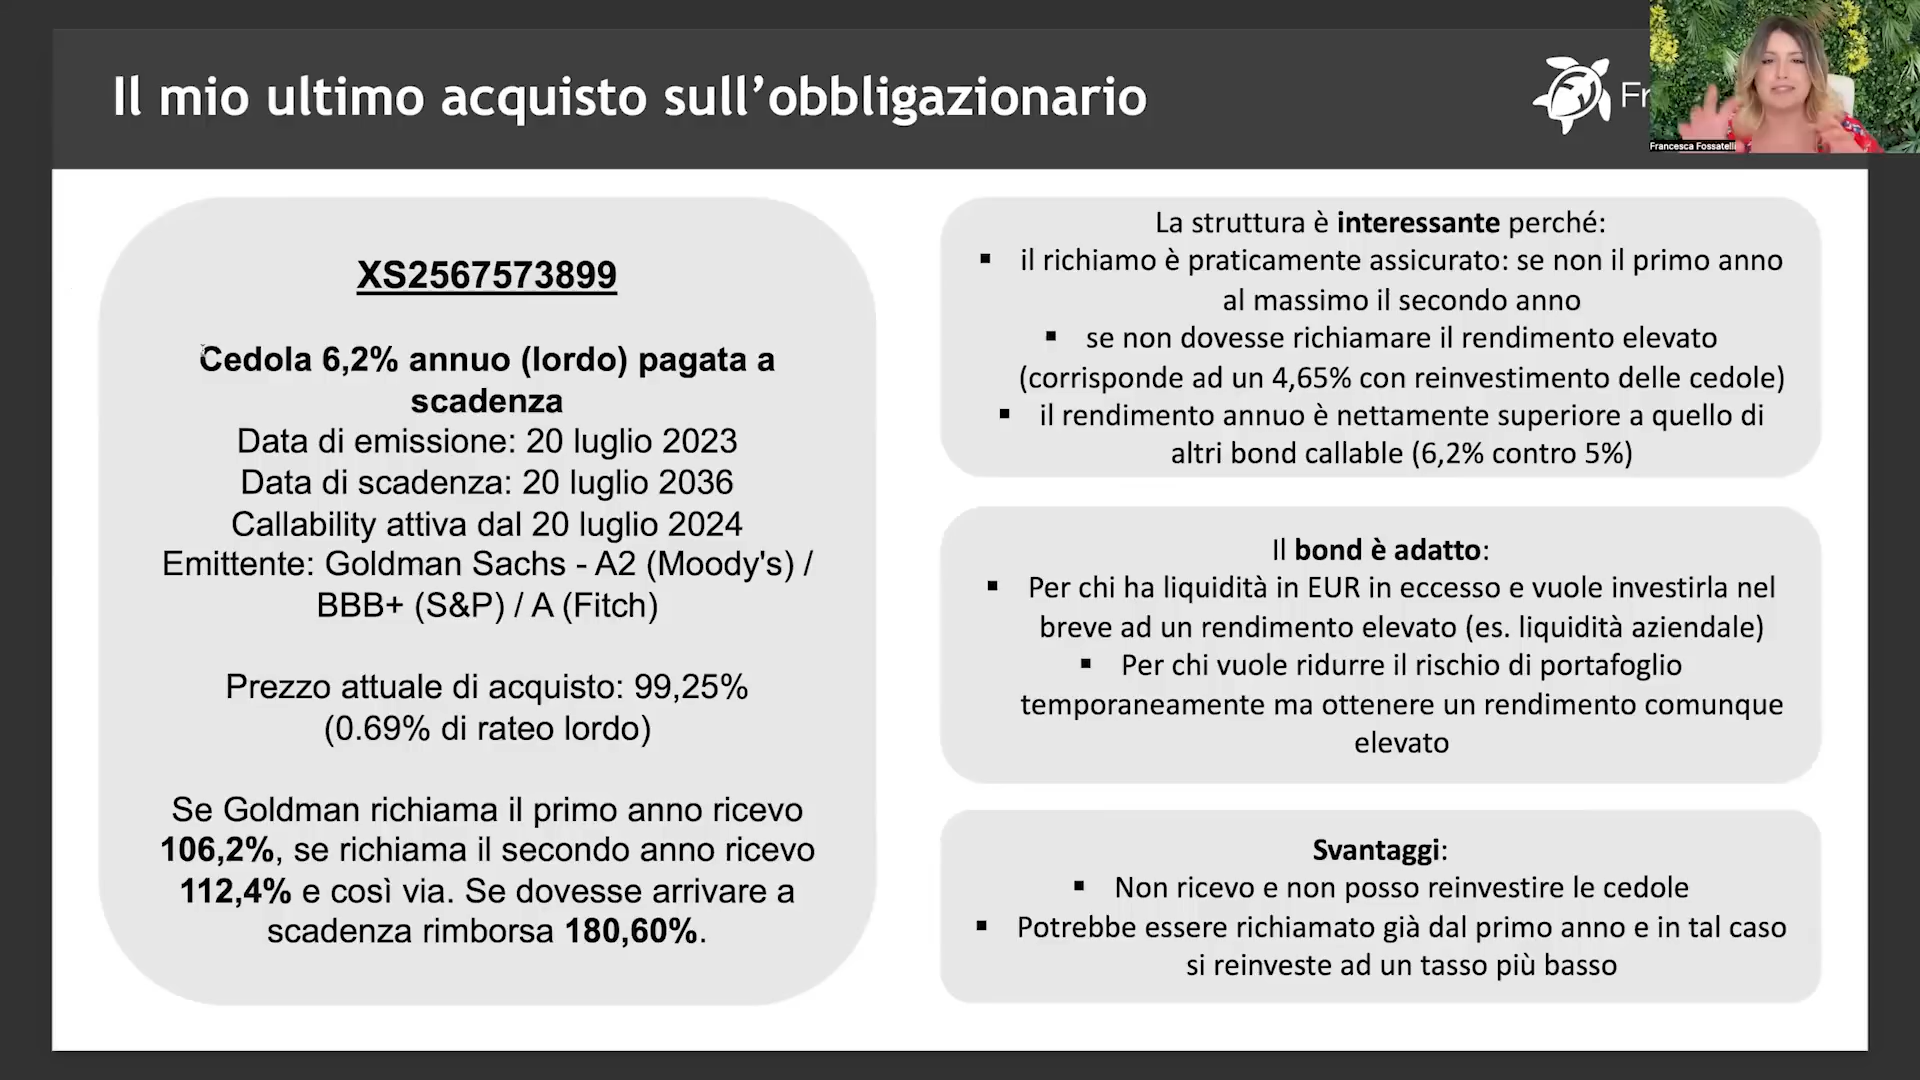 Il mio ultimo acquisto sull’obbligazionario
Fr
Francesca Fossatelli
XS2567573899
Cedola 6,2% annuo (lordo) pagata a
scadenza
Data di emissione: 20 luglio 2023
Data di scadenza: 20 luglio 2036
Callability attiva dal 20 luglio 2024
Emittente: Goldman Sachs - A2 (Moody's) /
BBB+ (S&P) / A (Fitch)
Prezzo attuale di acquisto: 99,25%
(0.69% di rateo lordo)
Se Goldman richiama il primo anno ricevo
106,2%, se richiama il secondo anno ricevo
112,4% e così via. Se dovesse arrivare a
scadenza rimborsa 180,60%.
La struttura è interessante perché:
▪ il richiamo è praticamente assicurato: se non il primo anno
al massimo il secondo anno
▪ se non dovesse richiamare il rendimento elevato
(corrisponde ad un 4,65% con reinvestimento delle cedole)
▪ il rendimento annuo è nettamente superiore a quello di
altri bond callable (6,2% contro 5%)
Il bond è adatto:
▪ Per chi ha liquidità in EUR in eccesso e vuole investirla nel
breve ad un rendimento elevato (es. liquidità aziendale)
▪ Per chi vuole ridurre il rischio di portafoglio
temporaneamente ma ottenere un rendimento comunque
elevato
Svantaggi:
▪ Non ricevo e non posso reinvestire le cedole
▪ Potrebbe essere richiamato già dal primo anno e in tal caso
si reinveste ad un tasso più basso